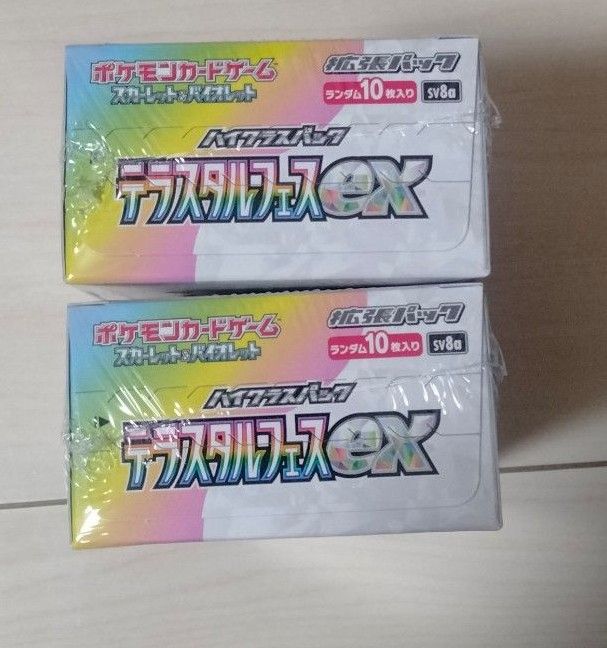 ポケモンカードゲーム
スカーレット&バイオレット
拡張パック
ランダム10枚入り SV8a
ハイクラスパック
テラスタルフェスex
ポケモンカードゲーム
スカーレット&バイオレット
拡張パック
ランダム10枚入り SV8a
ハイクラスパック
テラスタルフェスex